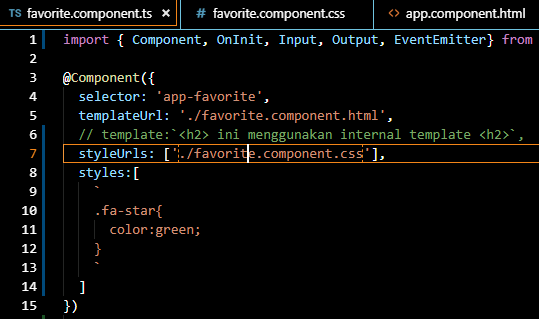 TS favorite.component.ts × # favorite.component.css <> app.component.html
1 import { Component, OnInit, Input, Output, EventEmitter} from
2
3 @Component({
4 selector: 'app-favorite',
5 templateUrl: './favorite.component.html',
6 // template:`<h2> ini menggunakan internal template <h2>`,
7 styleUrls: ['./favorite.component.css'],
8 styles:[
9 `
10 .fa-star{
11 color:green;
12 }
13 `
14 ]
15 })